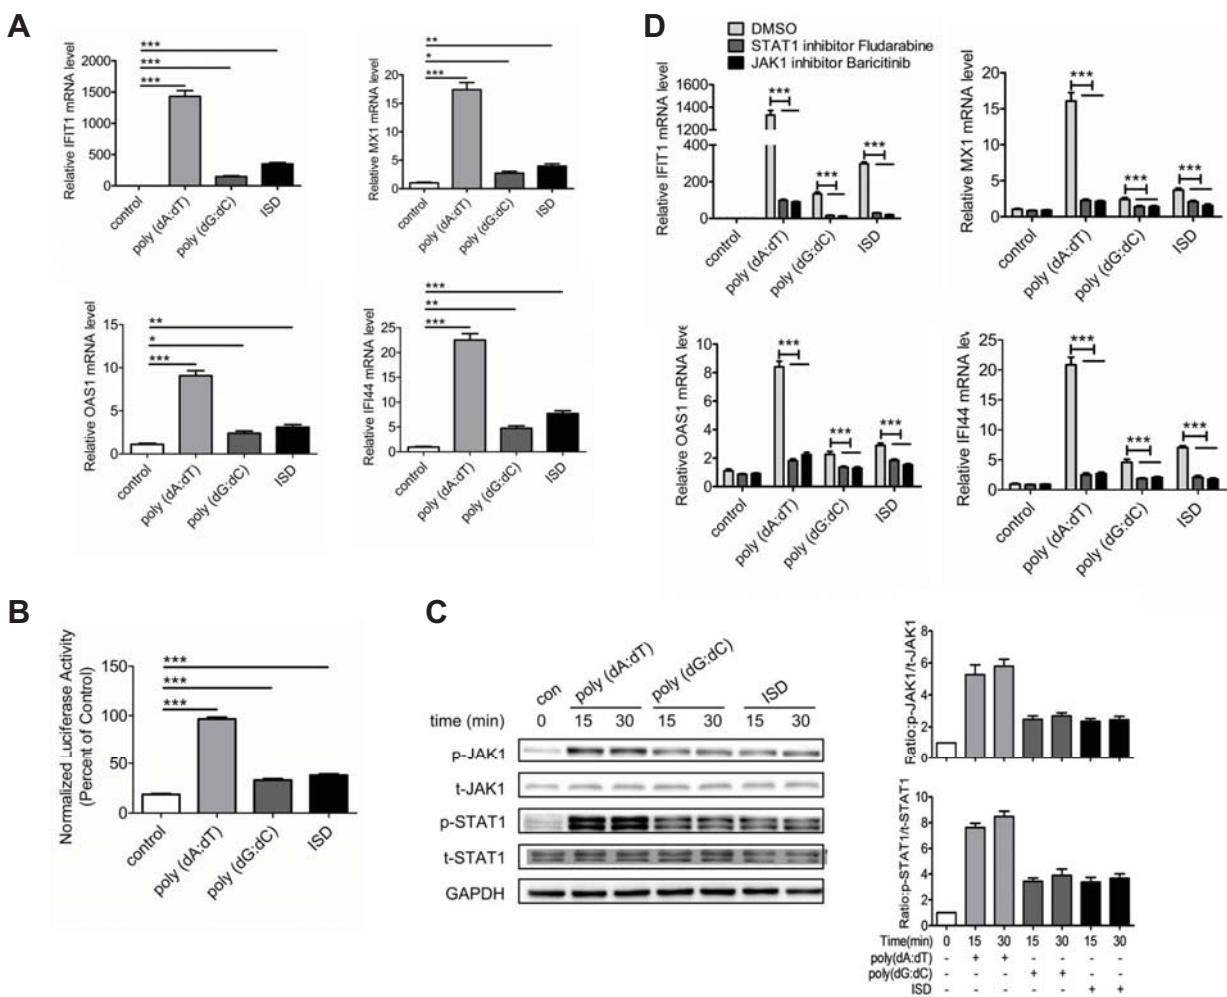 A
Relative IFIT1 mRNA level
2000
1500
1000
500
0
***
***
***
control
poly (dA:dT)
poly (dG:dC)
ISD
Relative MX1 mRNA level
20
15
10
5
0
**
*
***
control
poly (dA:dT)
poly (dG:dC)
ISD
Relative OAS1 mRNA level
15
10
5
0
**
*
***
control
poly (dA:dT)
poly (dG:dC)
ISD
Relative IFI44 mRNA level
25
20
15
10
5
0
***
**
***
control
poly (dA:dT)
poly (dG:dC)
ISD
D
DMSO
STAT1 inhibitor Fludarabine
JAK1 inhibitor Baricitinib
Relative IFIT1 mRNA level
1600
1400
1200
400
200
0
***
***
***
control
poly (dA:dT)
poly (dG:dC)
ISD
Relative MX1 mRNA level
20
15
10
5
0
***
***
***
control
poly (dA:dT)
poly (dG:dC)
ISD
Relative OAS1 mRNA leve
10
8
6
4
2
0
***
***
***
control
poly (dA:dT)
poly (dG:dC)
ISD
Relative IFI44 mRNA leve
25
20
15
10
5
0
***
***
***
control
poly (dA:dT)
poly (dG:dC)
ISD
B
Normalized Luciferase Activity
(Percent of Control)
150
100
50
0
***
***
***
control
poly (dA:dT)
poly (dG:dC)
ISD
C
con poly (dA:dT) poly (dG:dC) ISD
time (min) 0 15 30 15 30 15 30
p-JAK1
t-JAK1
p-STAT1
t-STAT1
GAPDH
Ratio:p-JAK1/t-JAK1
8
6
4
2
0
Ratio:p-STAT1/t-STAT1
10
8
6
4
2
0
Time(min) 0 15 30 15 30 15 30
poly(dA:dT) - + + - - - -
poly(dG:dC) - - - + + - -
ISD - - - - - + +